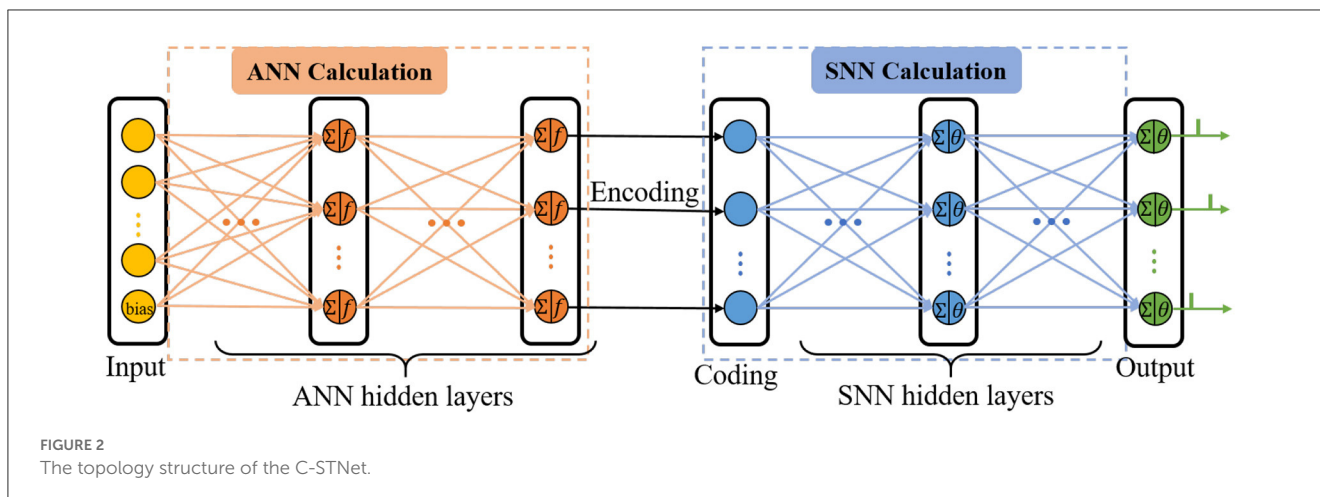 ANN Calculation
SNN Calculation
Σ f
Σ f
Σ θ
Σ θ
Encoding
Σ f
Σ f
Σ θ
Σ θ
bias
Σ f
Σ f
Σ θ
Σ θ
Input
Coding
Output
ANN hidden layers
SNN hidden layers
FIGURE 2
The topology structure of the C-STNet.